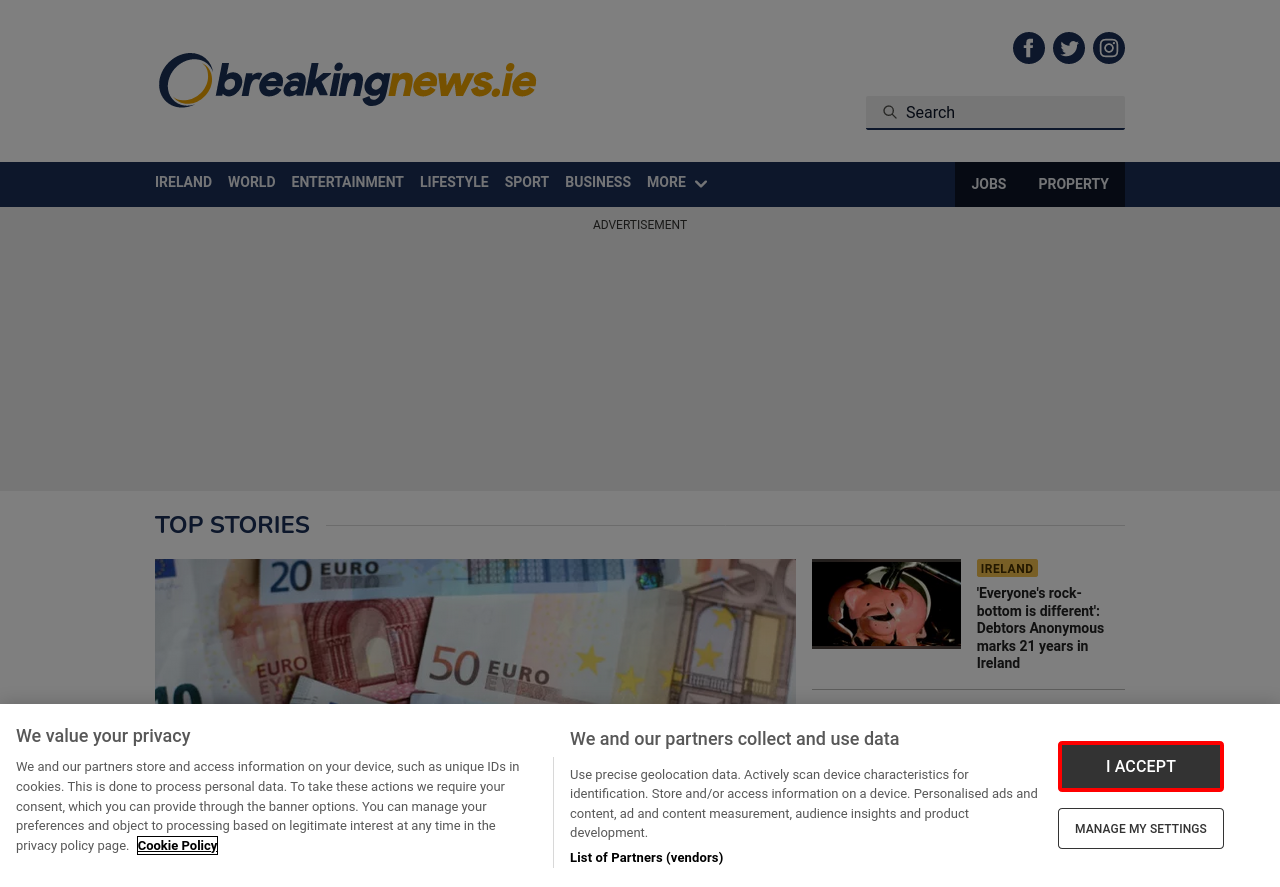 breakingnews.ie
Search
IRELAND WORLD ENTERTAINMENT LIFESTYLE SPORT BUSINESS MORE JOBS PROPERTY
ADVERTISEMENT
TOP STORIES
20 EURO
EURO
50 EURO
10
IRELAND
'Everyone's rock-
bottom is different':
Debtors Anonymous
marks 21 years in
Ireland
We value your privacy
We and our partners store and access information on your device, such as unique IDs in
cookies. This is done to process personal data. To take these actions we require your
consent, which you can provide through the banner options. You can manage your
preferences and object to processing based on legitimate interest at any time in the
privacy policy page. Cookie Policy
We and our partners collect and use data
Use precise geolocation data. Actively scan device characteristics for
identification. Store and/or access information on a device. Personalised ads and
content, ad and content measurement, audience insights and product
development.
List of Partners (vendors)
I ACCEPT
MANAGE MY SETTINGS